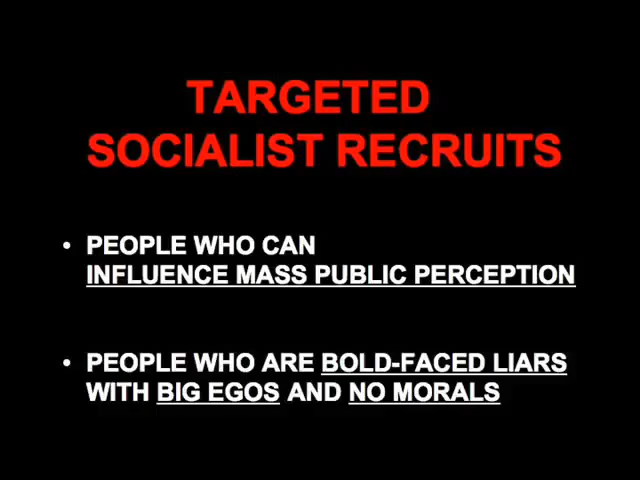 TARGETED
SOCIALIST RECRUITS
• PEOPLE WHO CAN
INFLUENCE MASS PUBLIC PERCEPTION
• PEOPLE WHO ARE BOLD-FACED LIARS
WITH BIG EGOS AND NO MORALS